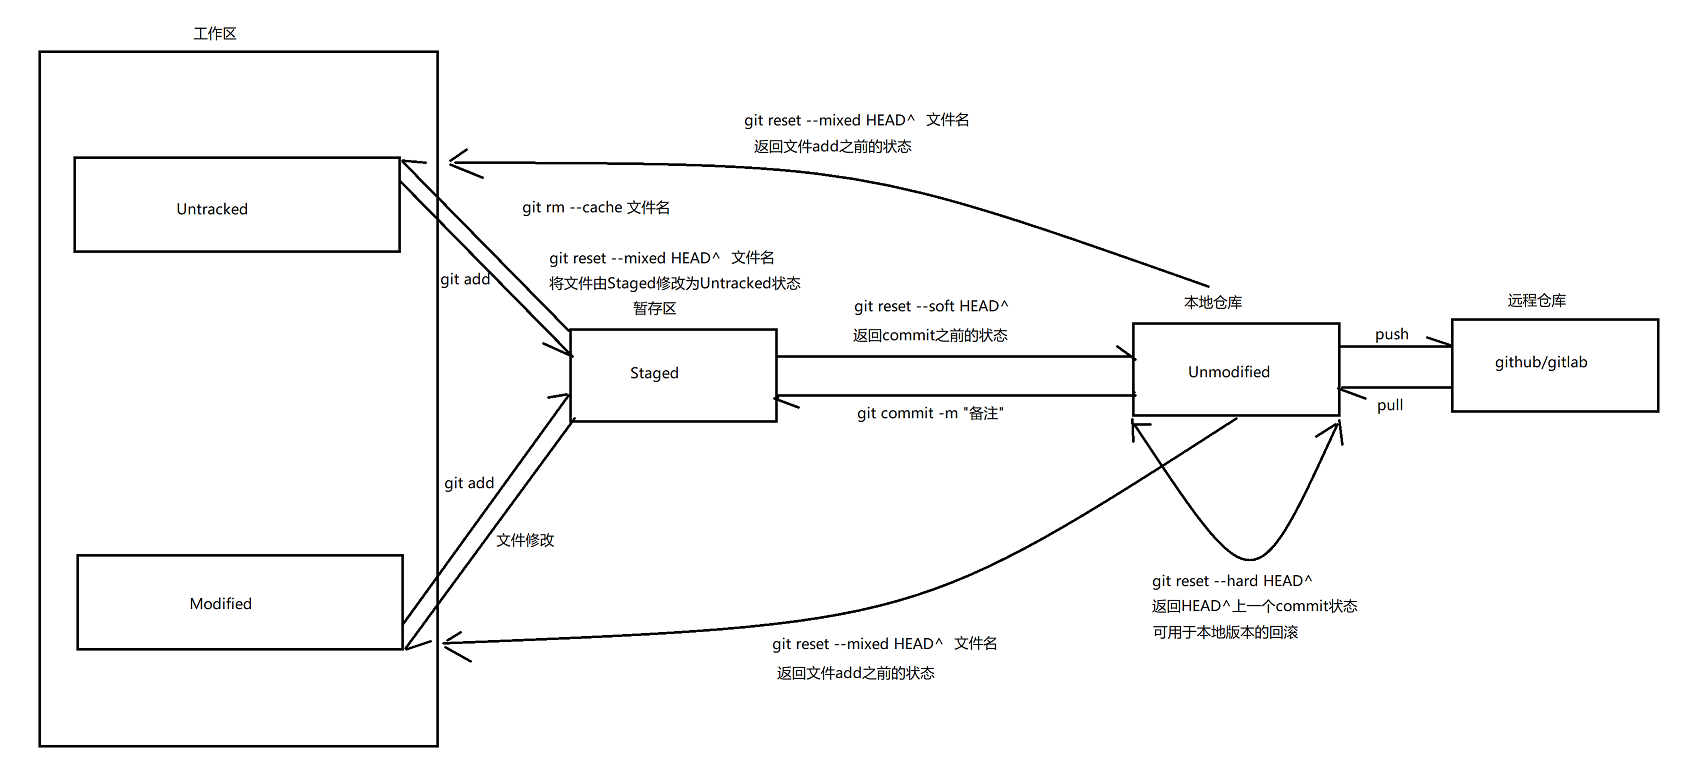 工作区
git reset --mixed HEAD^ 文件名
返回文件add之前的状态
Untracked
git rm --cache 文件名
git add
git reset --mixed HEAD^ 文件名
将文件由Staged修改为Untracked状态
暂存区
Staged
git reset --soft HEAD^
返回commit之前的状态
git commit -m "备注"
本地仓库
Unmodified
push
pull
远程仓库
github/gitlab
git add
文件修改
Modified
git reset --mixed HEAD^ 文件名
返回文件add之前的状态
git reset --hard HEAD^
返回HEAD^上一个commit状态
可用于本地版本的回滚